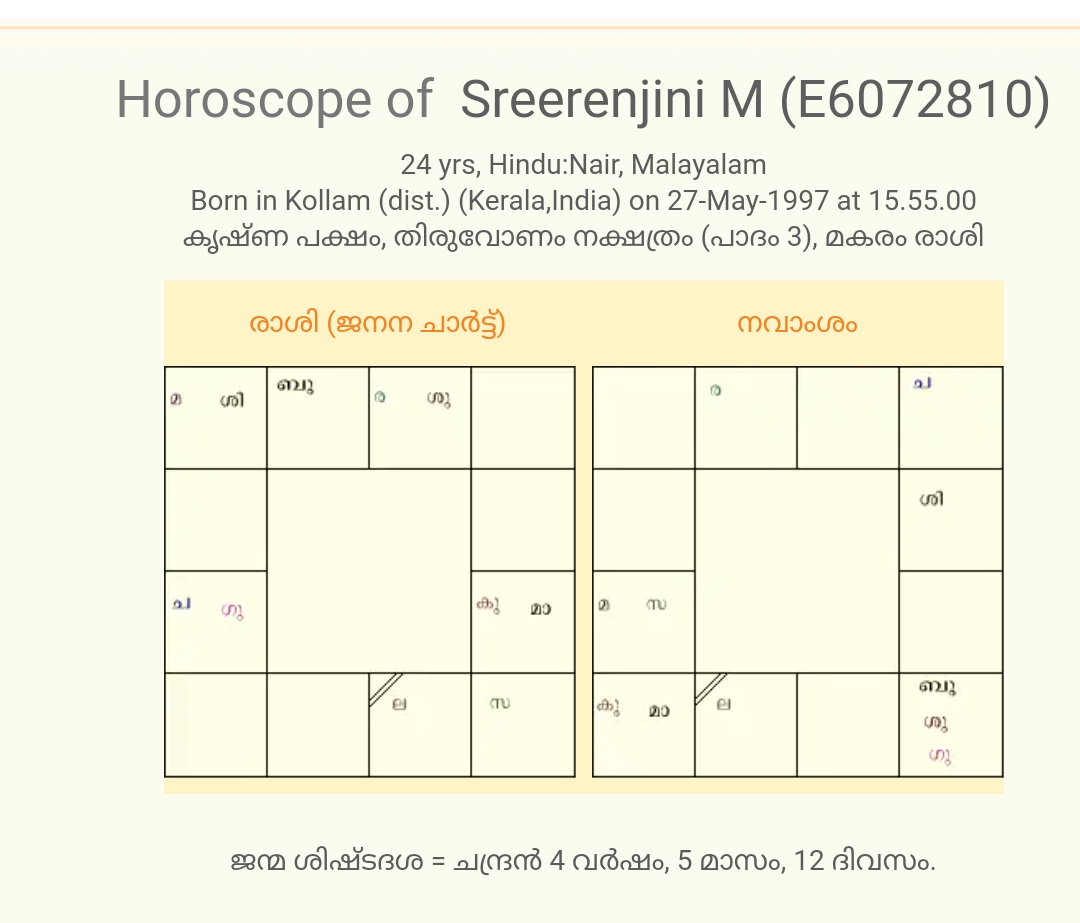 Horoscope of Sreerenjini M (E6072810)
24 yrs, Hindu:Nair, Malayalam
Born in Kollam (dist.) (Kerala,India) on 27-May-1997 at 15.55.00
കൃഷ്ണ പക്ഷം, തിരുവോണം നക്ഷത്രം (പാദം 3), മകരം രാശി
രാശി (ജനന ചാർട്ട്)
മ ശി ബു ര ശു
ച ഗു കു മാ
ല സ
നവാംശം
ര ച
ശി
മ സ
കു മാ ല ബു
ശു
ഗു
ജന്മ ശിഷ്ടദശ = ചന്ദ്രൻ 4 വർഷം, 5 മാസം, 12 ദിവസം.